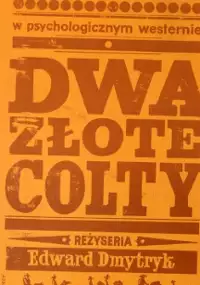 w psychologicznym westernie
DWA
ZŁOTE
COLTY
REŻYSERIA
Edward Dmytryk